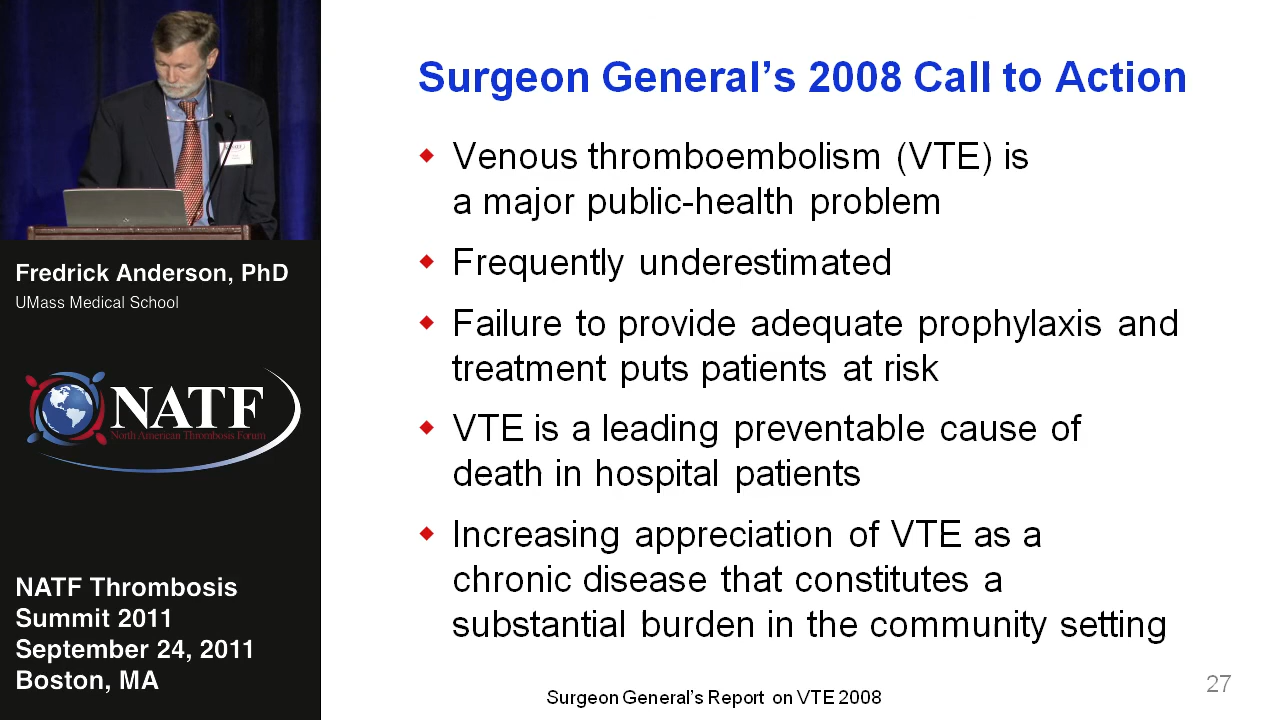 Surgeon General's 2008 Call to Action
◆ Venous thromboembolism (VTE) is
a major public-health problem
◆ Frequently underestimated
◆ Failure to provide adequate prophylaxis and
treatment puts patients at risk
◆ VTE is a leading preventable cause of
death in hospital patients
◆ Increasing appreciation of VTE as a
chronic disease that constitutes a
substantial burden in the community setting
Surgeon General's Report on VTE 2008
27
Fredrick Anderson, PhD
UMass Medical School
NATF
North American Thrombosis Forum
NATF Thrombosis
Summit 2011
September 24, 2011
Boston, MA